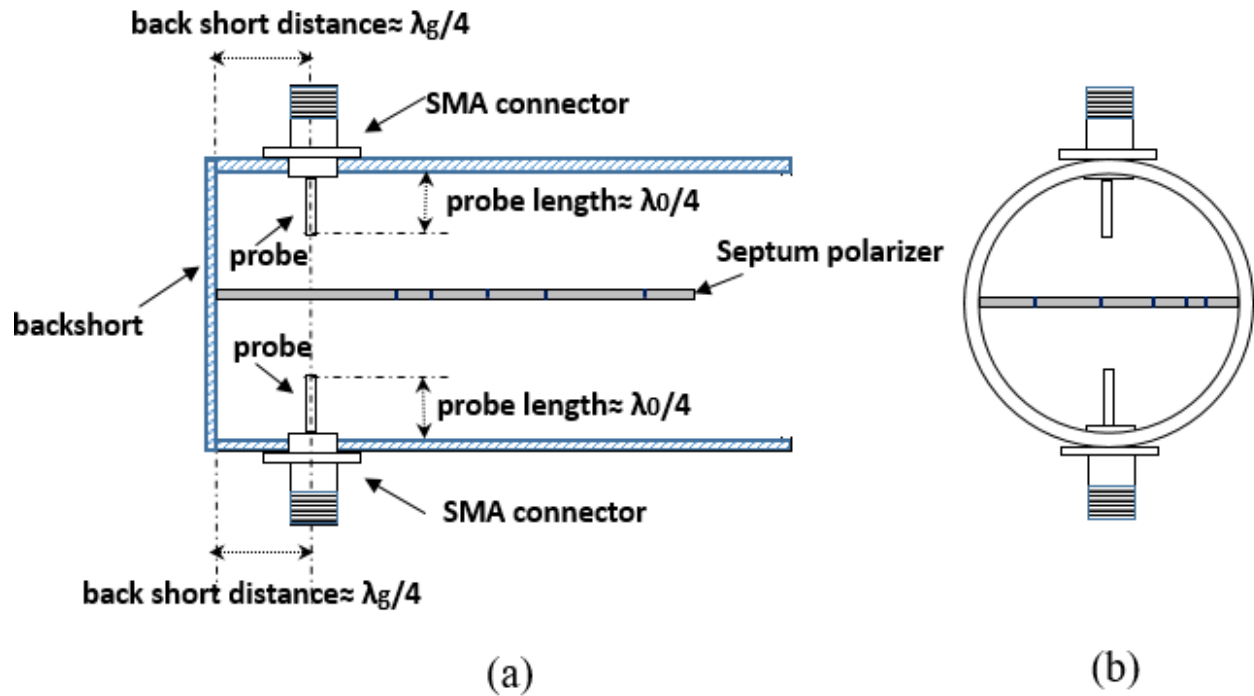 back short distance≈ λg/4
SMA connector
probe length≈ λ0/4
probe
Septum polarizer
backshort
probe
probe length≈ λ0/4
SMA connector
back short distance≈ λg/4
(a)
(b)